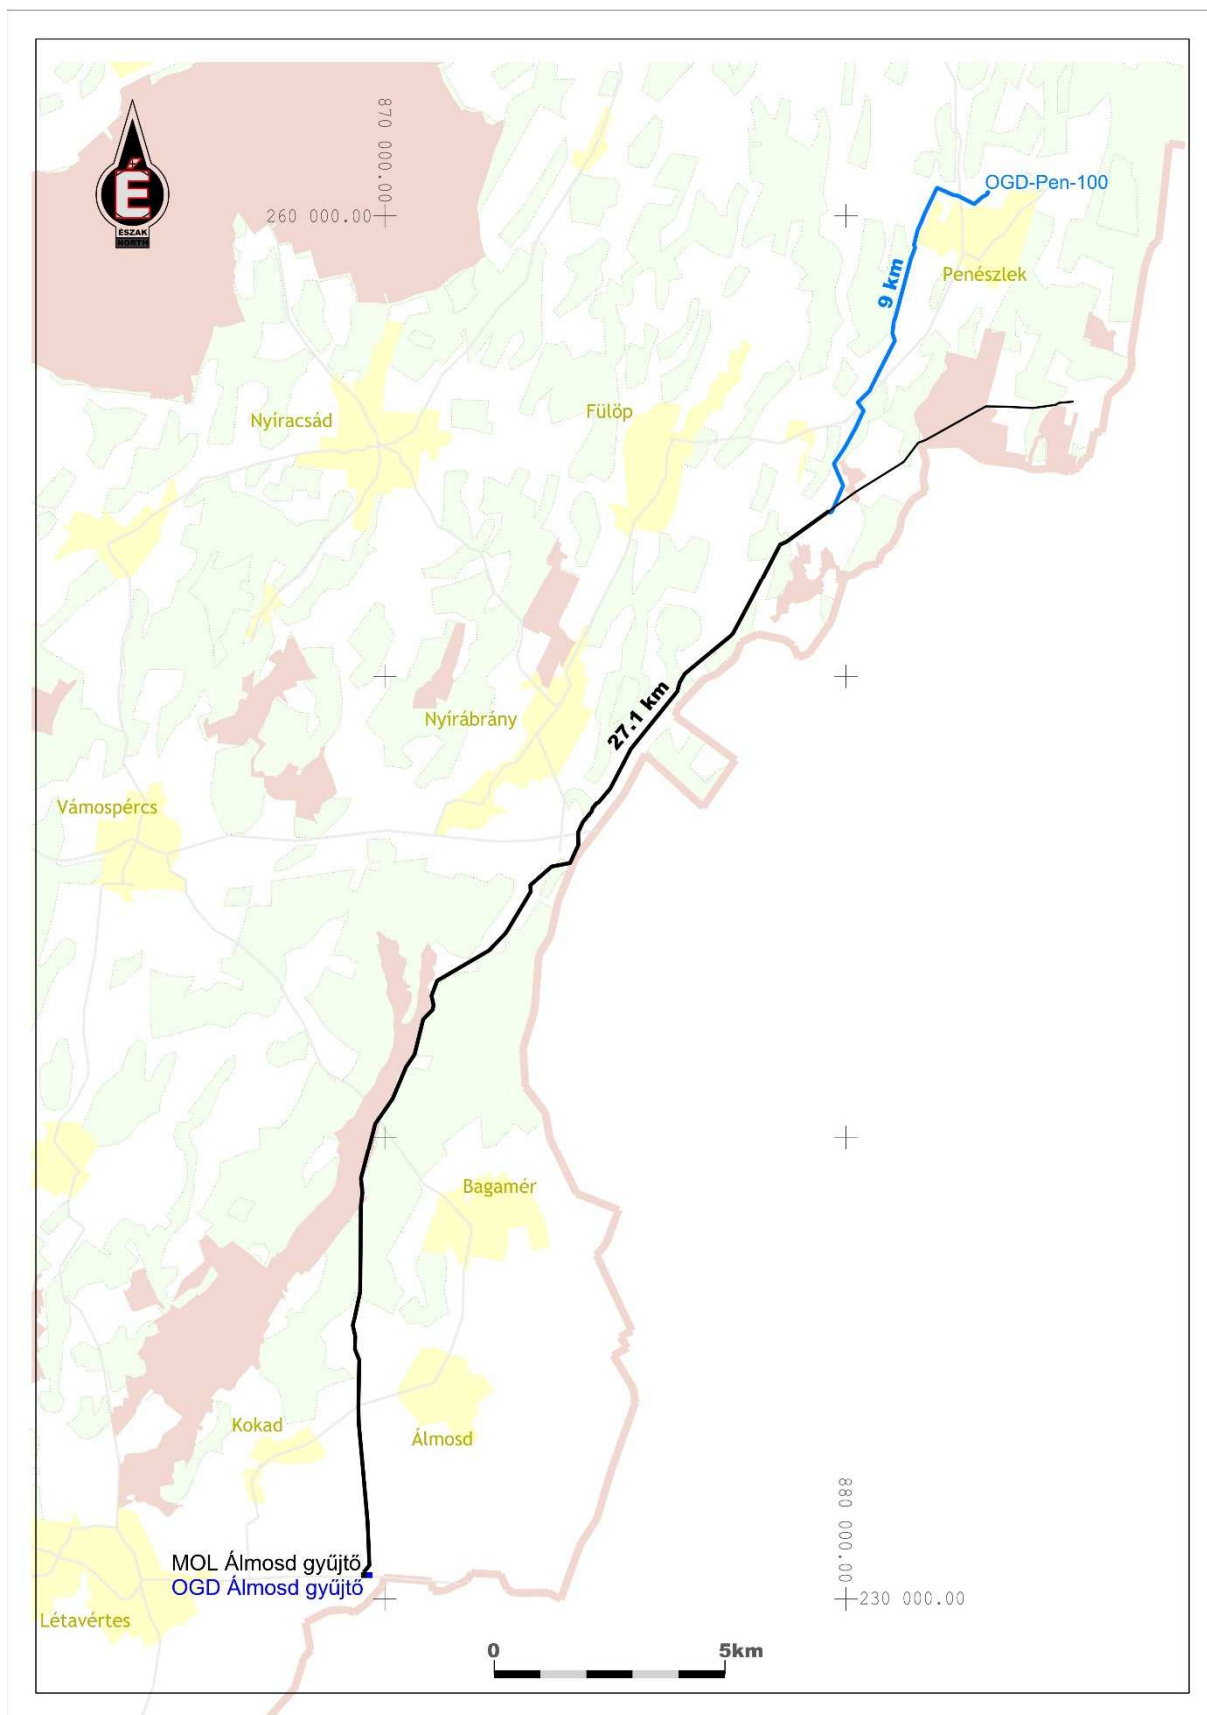 870 000.00
É
ÉSZAK
NORTH
260 000.00
OGD-Pen-100
9 km
Penészlek
Nyíracsád
Fülöp
27.1 km
Nyírábrány
Vámospércs
Bagamér
Kokad
Álmosd
880 000.00
MOL Álmosd gyűjtő
OGD Álmosd gyűjtő
230 000.00
Létavértes
0 5km